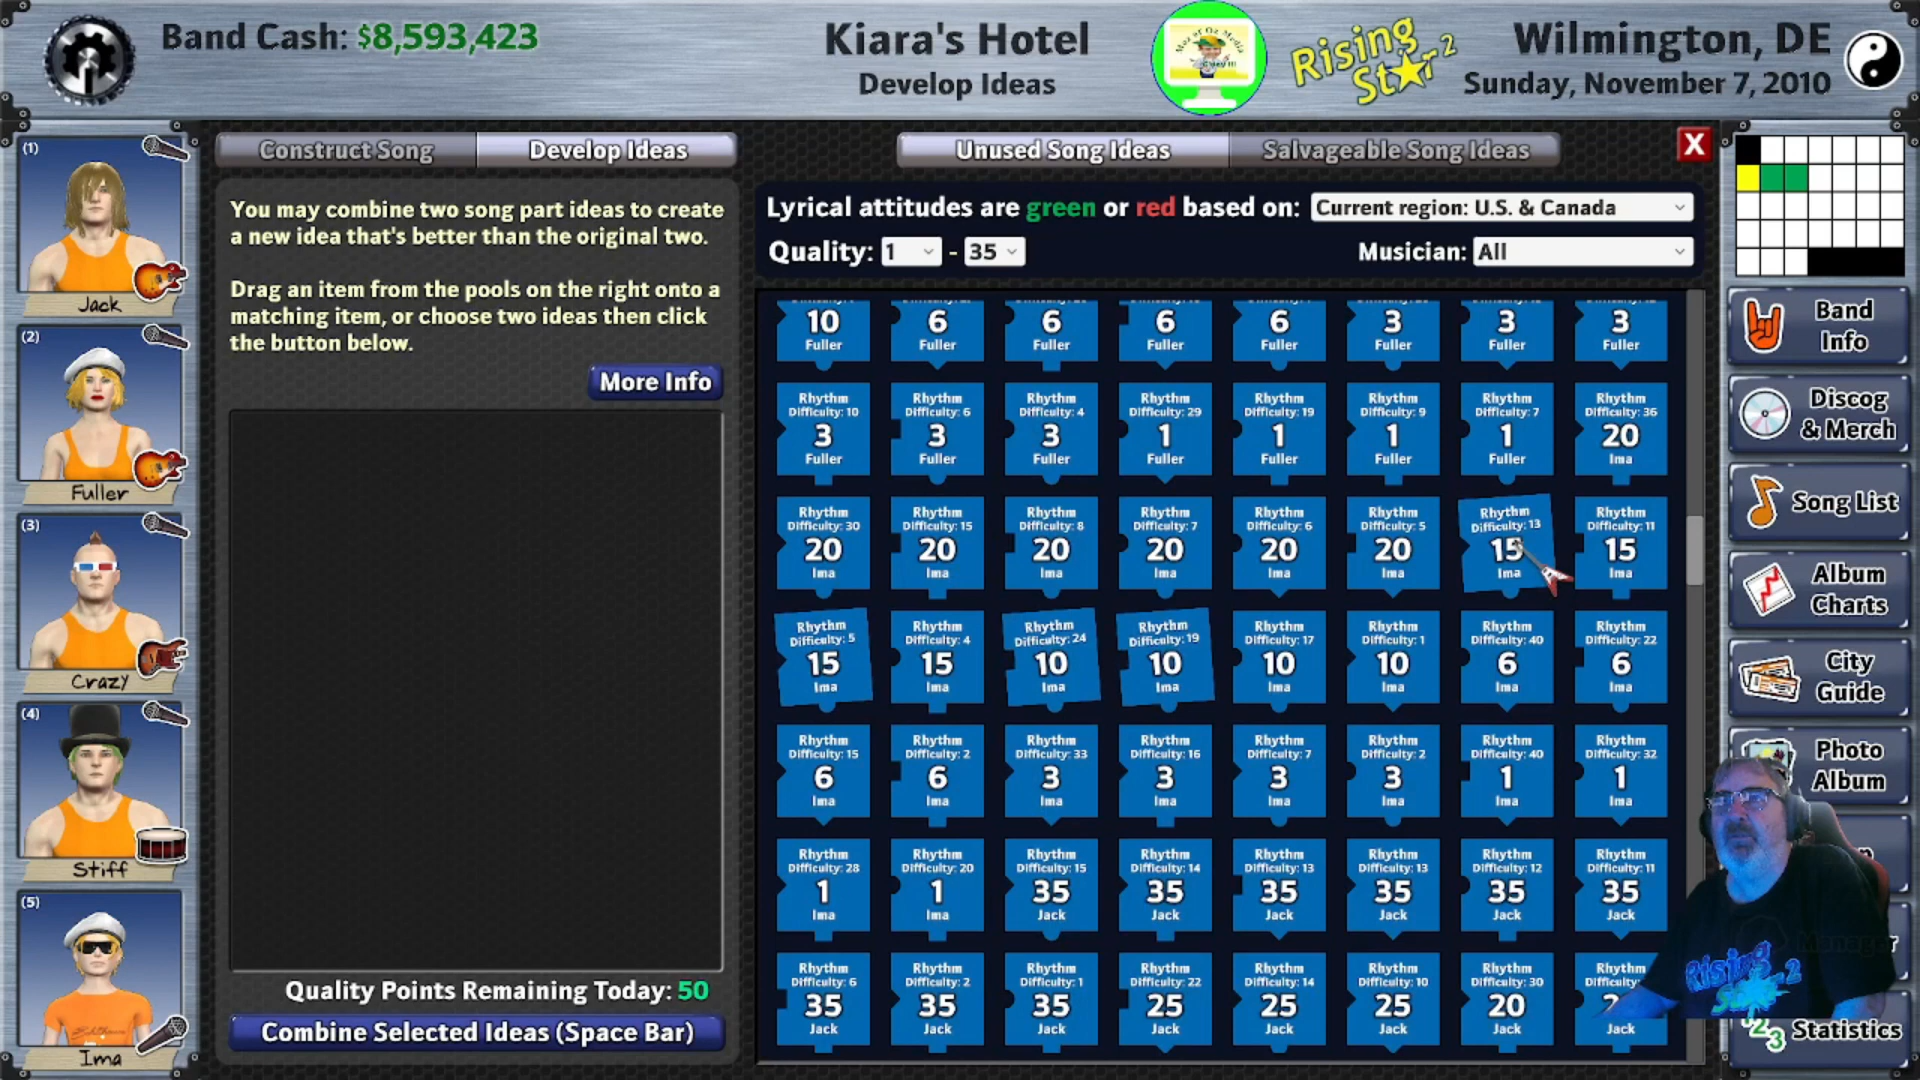 Band Cash: $8,593,423
Kiara's Hotel
Develop Ideas
Rising Star 2
Wilmington, DE
Sunday, November 7, 2010
(1)
Jack
(2)
Fuller
(3)
Crazy
(4)
Stiff
(5)
Ima
Construct Song
Develop Ideas
You may combine two song part ideas to create
a new idea that's better than the original two.
Drag an item from the pools on the right onto a
matching item, or choose two ideas then click
the button below.
More Info
Quality Points Remaining Today: 50
Combine Selected Ideas (Space Bar)
Unused Song Ideas
Salvageable Song Ideas
X
Lyrical attitudes are green or red based on: Current region: U.S. & Canada
Quality: 1 - 35 Musician: All
10 6 6 6 6 3 3 3
Fuller Fuller Fuller Fuller Fuller Fuller Fuller Fuller
Rhythm Rhythm Rhythm Rhythm Rhythm Rhythm Rhythm Rhythm
Difficulty: 10 Difficulty: 6 Difficulty: 4 Difficulty: 29 Difficulty: 19 Difficulty: 9 Difficulty: 7 Difficulty: 36
3 3 3 1 1 1 1 20
Fuller Fuller Fuller Fuller Fuller Fuller Fuller Ima
Rhythm Rhythm Rhythm Rhythm Rhythm Rhythm Rhythm Rhythm
Difficulty: 30 Difficulty: 15 Difficulty: 8 Difficulty: 7 Difficulty: 6 Difficulty: 5 Difficulty: 13 Difficulty: 11
20 20 20 20 20 20 15 15
Ima Ima Ima Ima Ima Ima Ima Ima
Rhythm Rhythm Rhythm Rhythm Rhythm Rhythm Rhythm Rhythm
Difficulty: 5 Difficulty: 4 Difficulty: 24 Difficulty: 19 Difficulty: 17 Difficulty: 1 Difficulty: 40 Difficulty: 22
15 15 10 10 10 10 6 6
Ima Ima Ima Ima Ima Ima Ima Ima
Rhythm Rhythm Rhythm Rhythm Rhythm Rhythm Rhythm Rhythm
Difficulty: 15 Difficulty: 2 Difficulty: 33 Difficulty: 16 Difficulty: 7 Difficulty: 2 Difficulty: 40 Difficulty: 32
6 6 3 3 3 3 1 1
Ima Ima Ima Ima Ima Ima Ima Ima
Rhythm Rhythm Rhythm Rhythm Rhythm Rhythm Rhythm Rhythm
Difficulty: 28 Difficulty: 20 Difficulty: 15 Difficulty: 14 Difficulty: 13 Difficulty: 13 Difficulty: 12 Difficulty: 11
1 1 35 35 35 35 35 35
Ima Ima Jack Jack Jack Jack Jack Jack
Rhythm Rhythm Rhythm Rhythm Rhythm Rhythm Rhythm
Difficulty: 6 Difficulty: 2 Difficulty: 1 Difficulty: 22 Difficulty: 14 Difficulty: 10 Difficulty: 30
35 35 35 25 25 25 20
Jack Jack Jack Jack Jack Jack Jack Jack
Band
Info
Discog
& Merch
Song List
Album
Charts
City
Guide
Photo
Album
Rising Star 2
123 Statistics